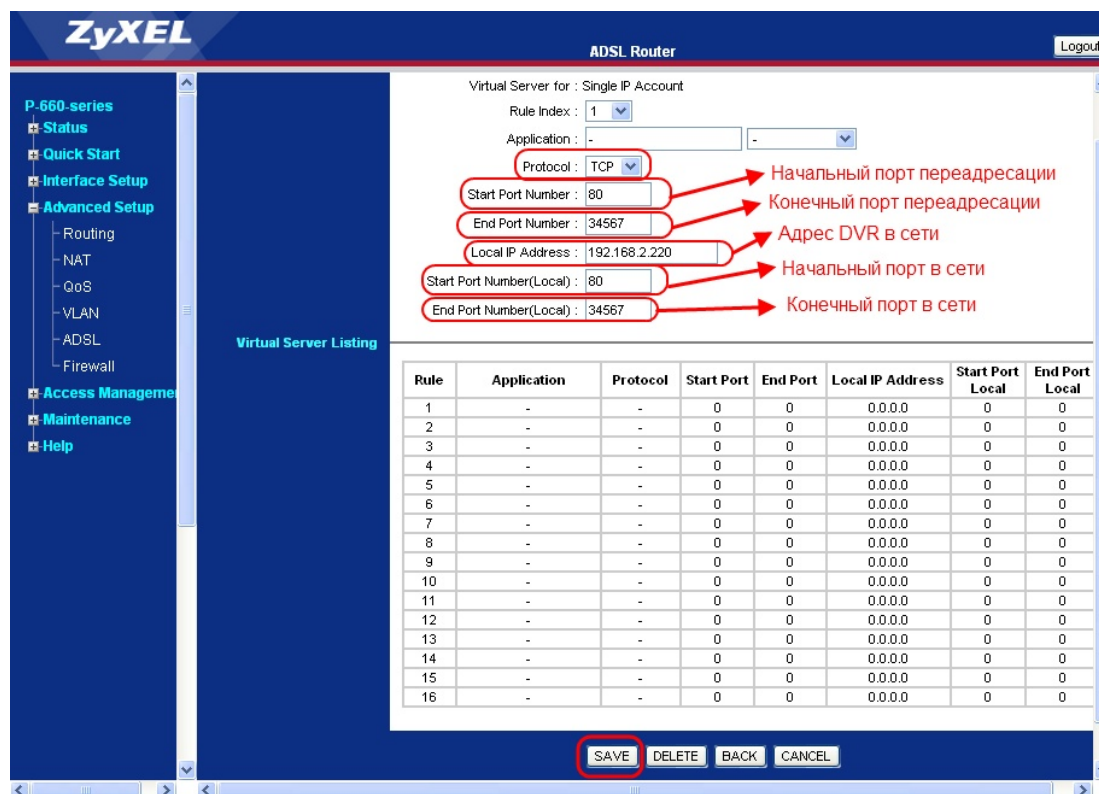 ZyXEL
ADSL Router
Logout
P-660-series
Status
Quick Start
Interface Setup
Advanced Setup
Routing
NAT
QoS
VLAN
ADSL
Firewall
Access Managemen
Maintenance
Help
Virtual Server for : Single IP Account
Rule Index : 1
Application : - -
Protocol : TCP
Start Port Number : 80
Начальный порт переадресации
End Port Number : 34567
Конечный порт переадресации
Local IP Address : 192.168.2.220
Адрес DVR в сети
Start Port Number(Local) : 80
Начальный порт в сети
End Port Number(Local) : 34567
Конечный порт в сети
Virtual Server Listing
Rule Application Protocol Start Port End Port Local IP Address Start Port Local End Port Local
1 - - 0 0 0.0.0.0 0 0
2 - - 0 0 0.0.0.0 0 0
3 - - 0 0 0.0.0.0 0 0
4 - - 0 0 0.0.0.0 0 0
5 - - 0 0 0.0.0.0 0 0
6 - - 0 0 0.0.0.0 0 0
7 - - 0 0 0.0.0.0 0 0
8 - - 0 0 0.0.0.0 0 0
9 - - 0 0 0.0.0.0 0 0
10 - - 0 0 0.0.0.0 0 0
11 - - 0 0 0.0.0.0 0 0
12 - - 0 0 0.0.0.0 0 0
13 - - 0 0 0.0.0.0 0 0
14 - - 0 0 0.0.0.0 0 0
15 - - 0 0 0.0.0.0 0 0
16 - - 0 0 0.0.0.0 0 0
SAVE DELETE BACK CANCEL